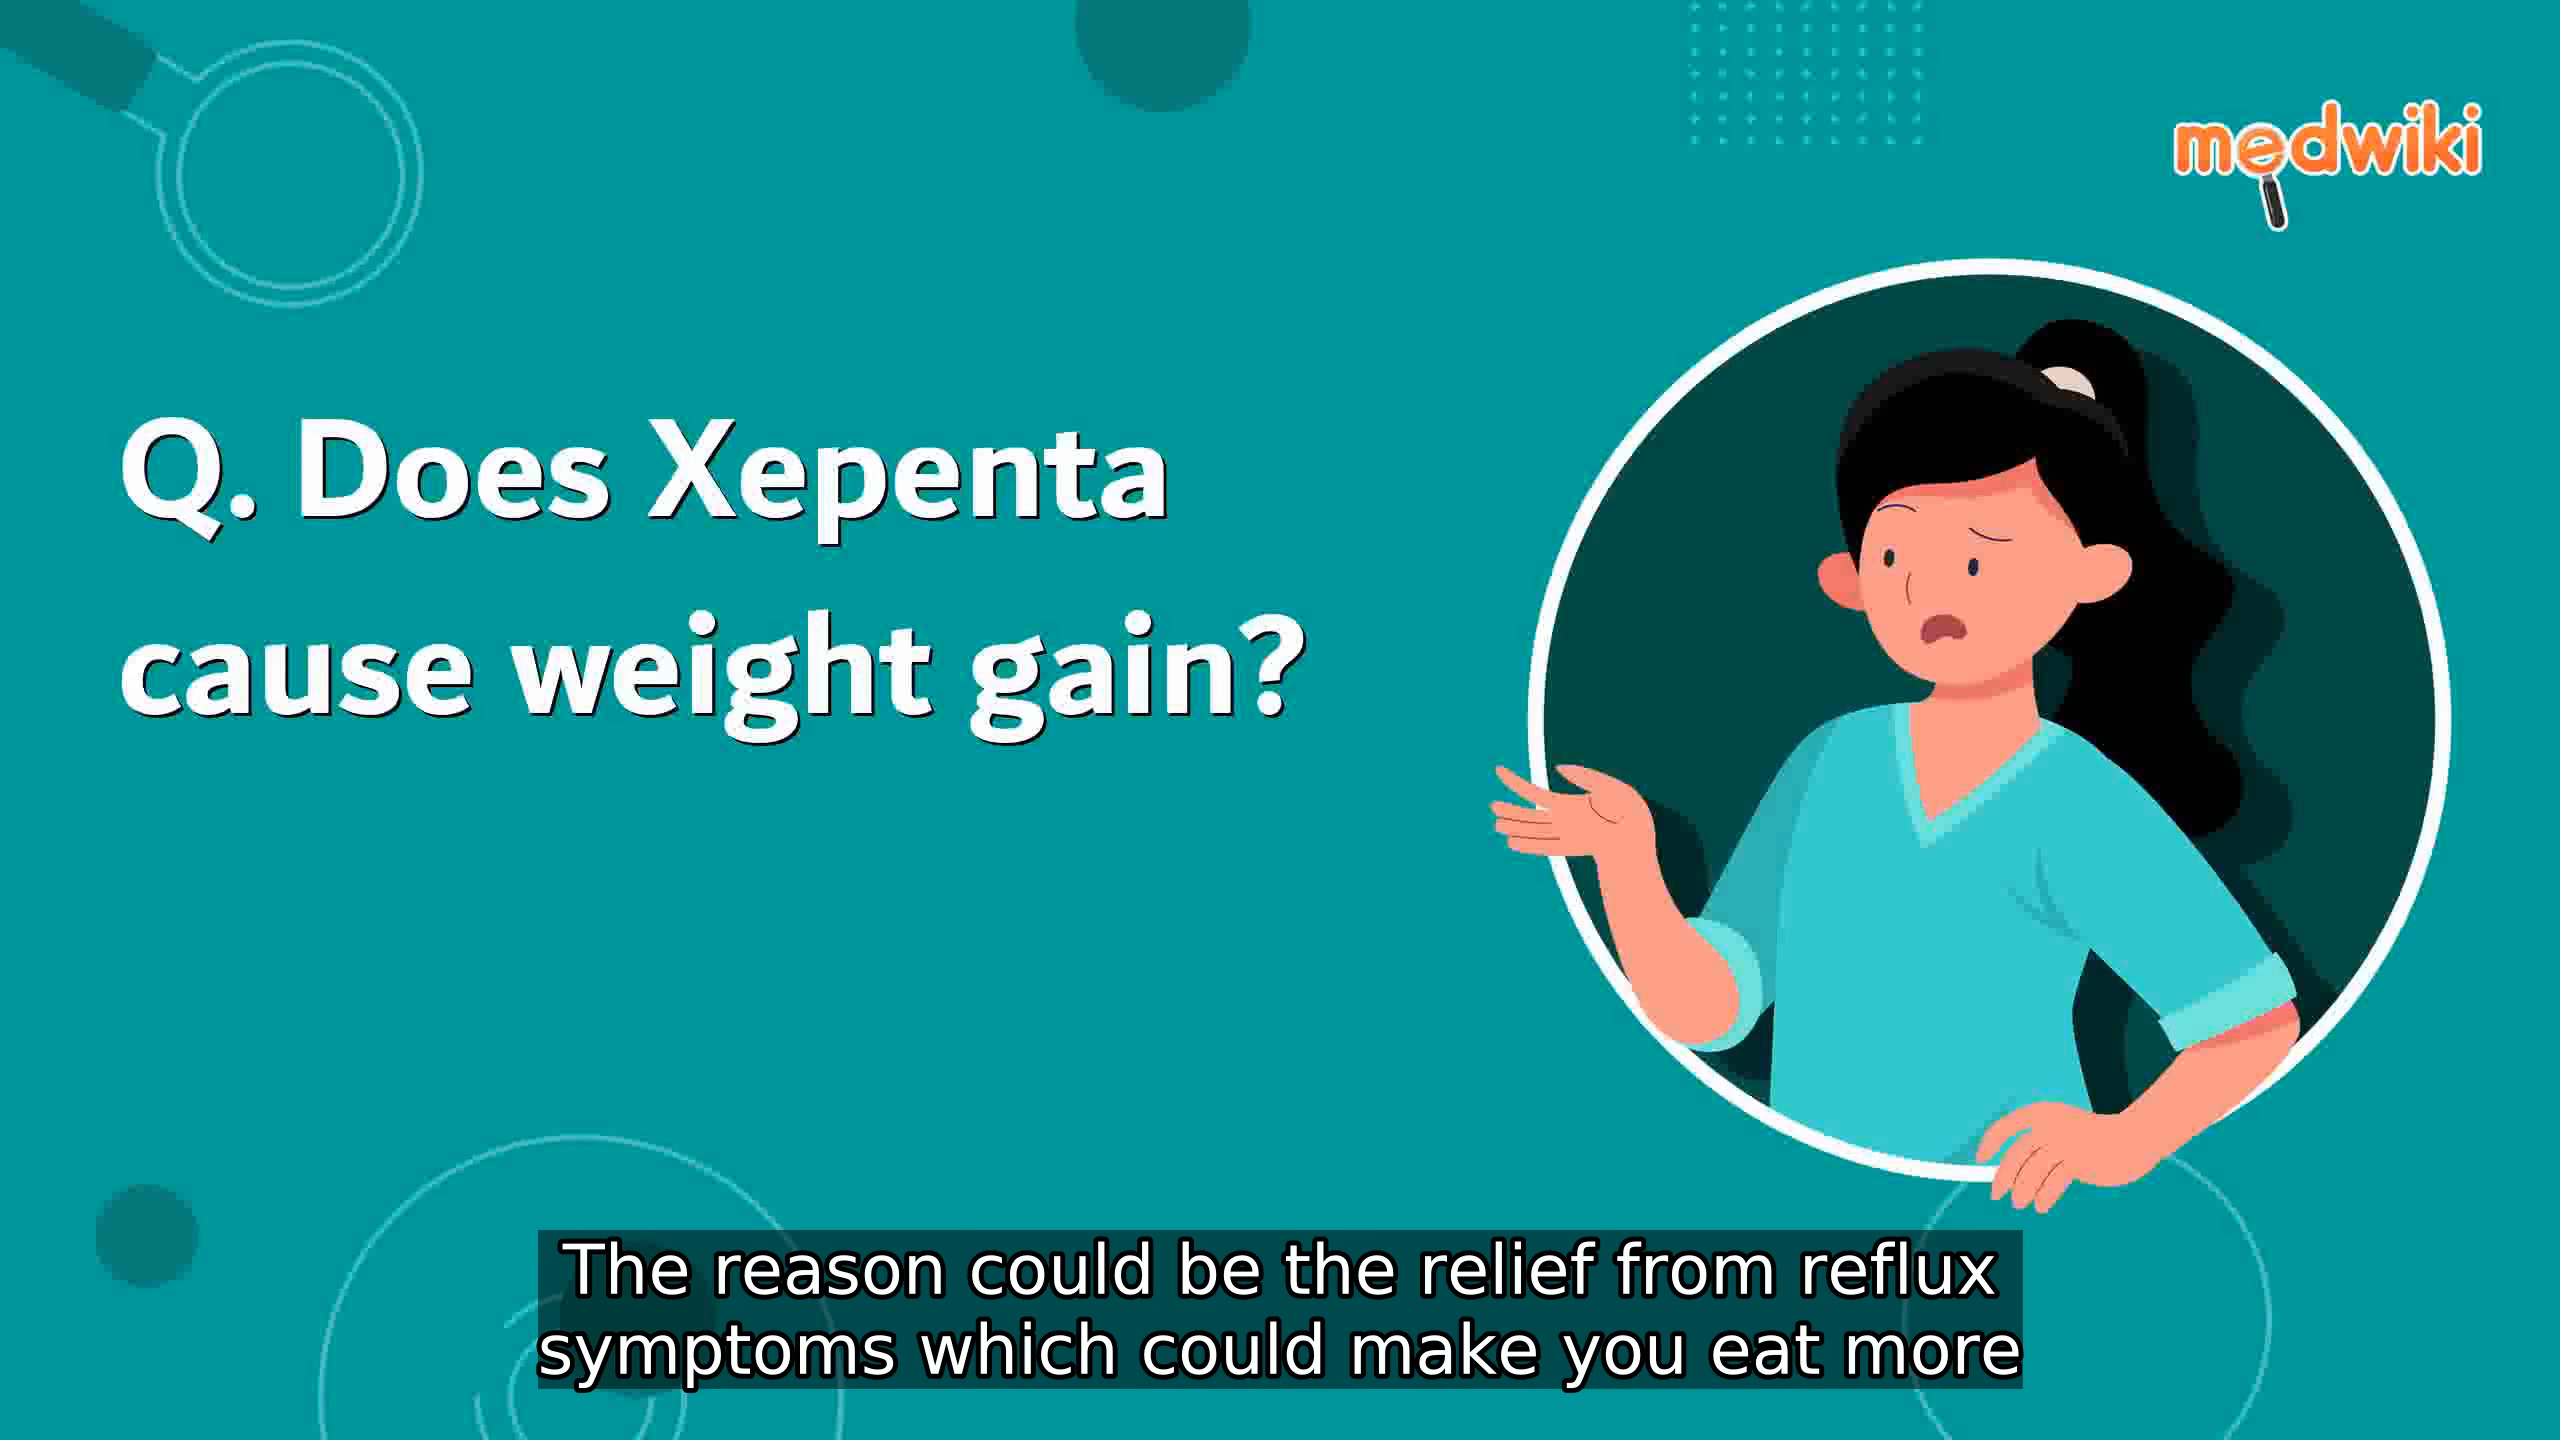 medwiki
Q. Does Xepenta
cause weight gain?
The reason could be the relief from reflux
symptoms which could make you eat more